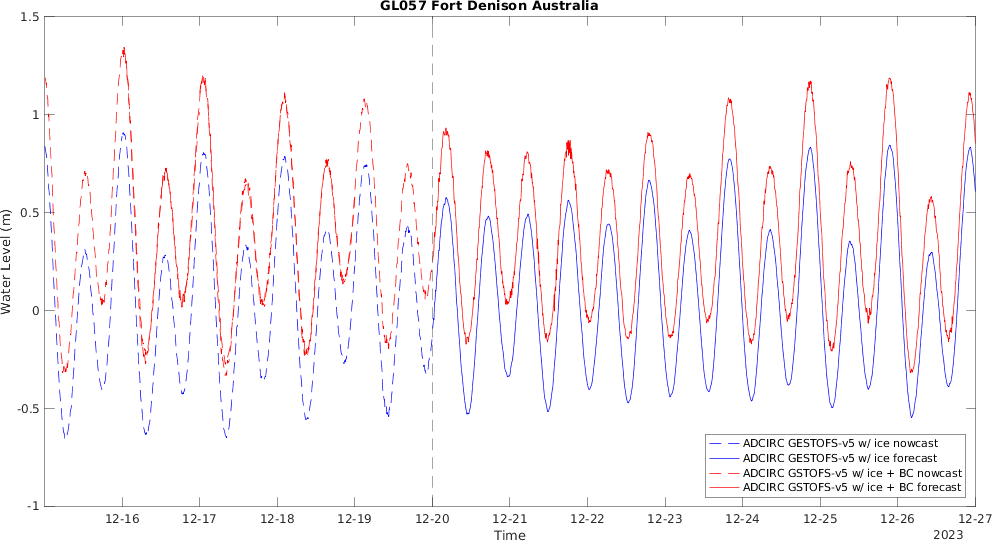 GL057 Fort Denison Australia
Water Level (m)
1.5
1
0.5
0
-0.5
-1
12-16 12-17 12-18 12-19 12-20 12-21 12-22 12-23 12-24 12-25 12-26 12-27
Time
2023
ADCIRC GESTOFS-v5 w/ ice nowcast
ADCIRC GESTOFS-v5 w/ ice forecast
ADCIRC GSTOFS-v5 w/ ice + BC nowcast
ADCIRC GSTOFS-v5 w/ ice + BC forecast